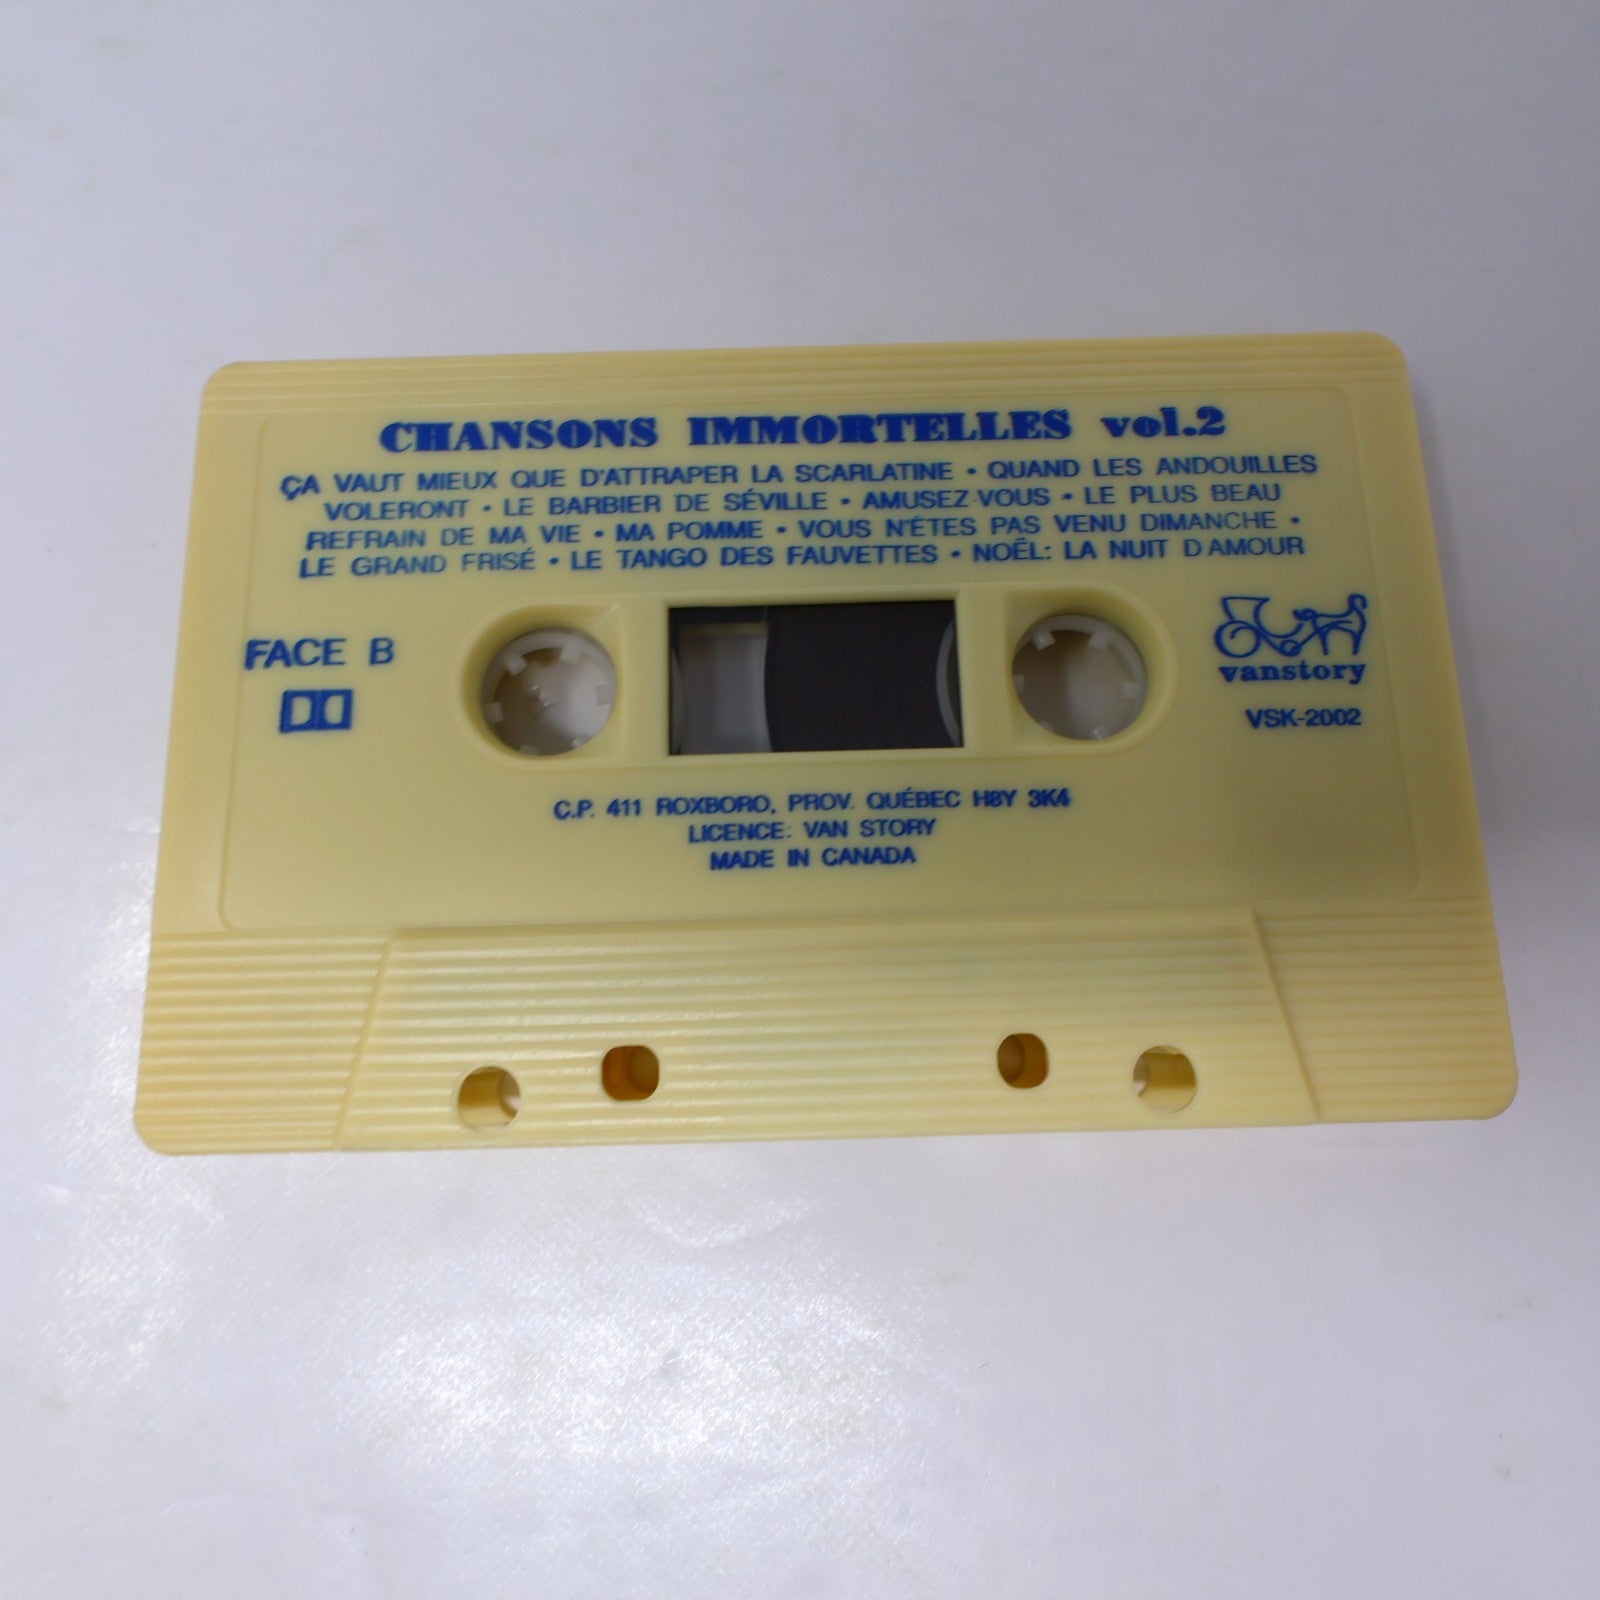 CHANSONS IMMORTELLES vol.2
ÇA VAUT MIEUX QUE D'ATTRAPER LA SCARLATINE • QUAND LES ANDOUILLES
VOLERONT • LE BARBIER DE SÉVILLE • AMUSEZ-VOUS • LE PLUS BEAU
REFRAIN DE MA VIE • MA POMME • VOUS N'ÉTES PAS VENU DIMANCHE •
LE GRAND FRISÉ • LE TANGO DES FAUVETTES • NOËL: LA NUIT D'AMOUR
FACE B
vanstory
VSK-2002
C.P. 411 ROXBORO, PROV. QUÉBEC H8Y 3K4
LICENCE: VAN STORY
MADE IN CANADA